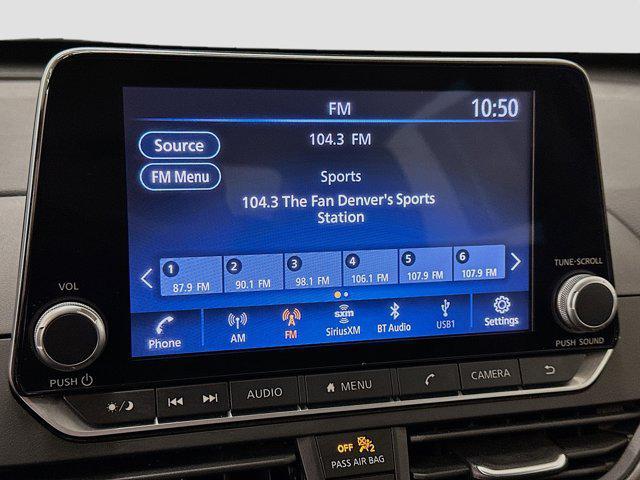 FM
10:50
Source
104.3 FM
FM Menu
Sports
104.3 The Fan Denver's Sports
Station
1 2 3 4 5 6
87.9 FM 90.1 FM 98.1 FM 106.1 FM 107.9 FM 107.9 FM
Phone
AM
FM
sxm
SiriusXM
BT Audio
USB1
Settings
VOL
PUSH
TUNE·SCROLL
PUSH SOUND
AUDIO
MENU
CAMERA
OFF 2
PASS AIR BAG